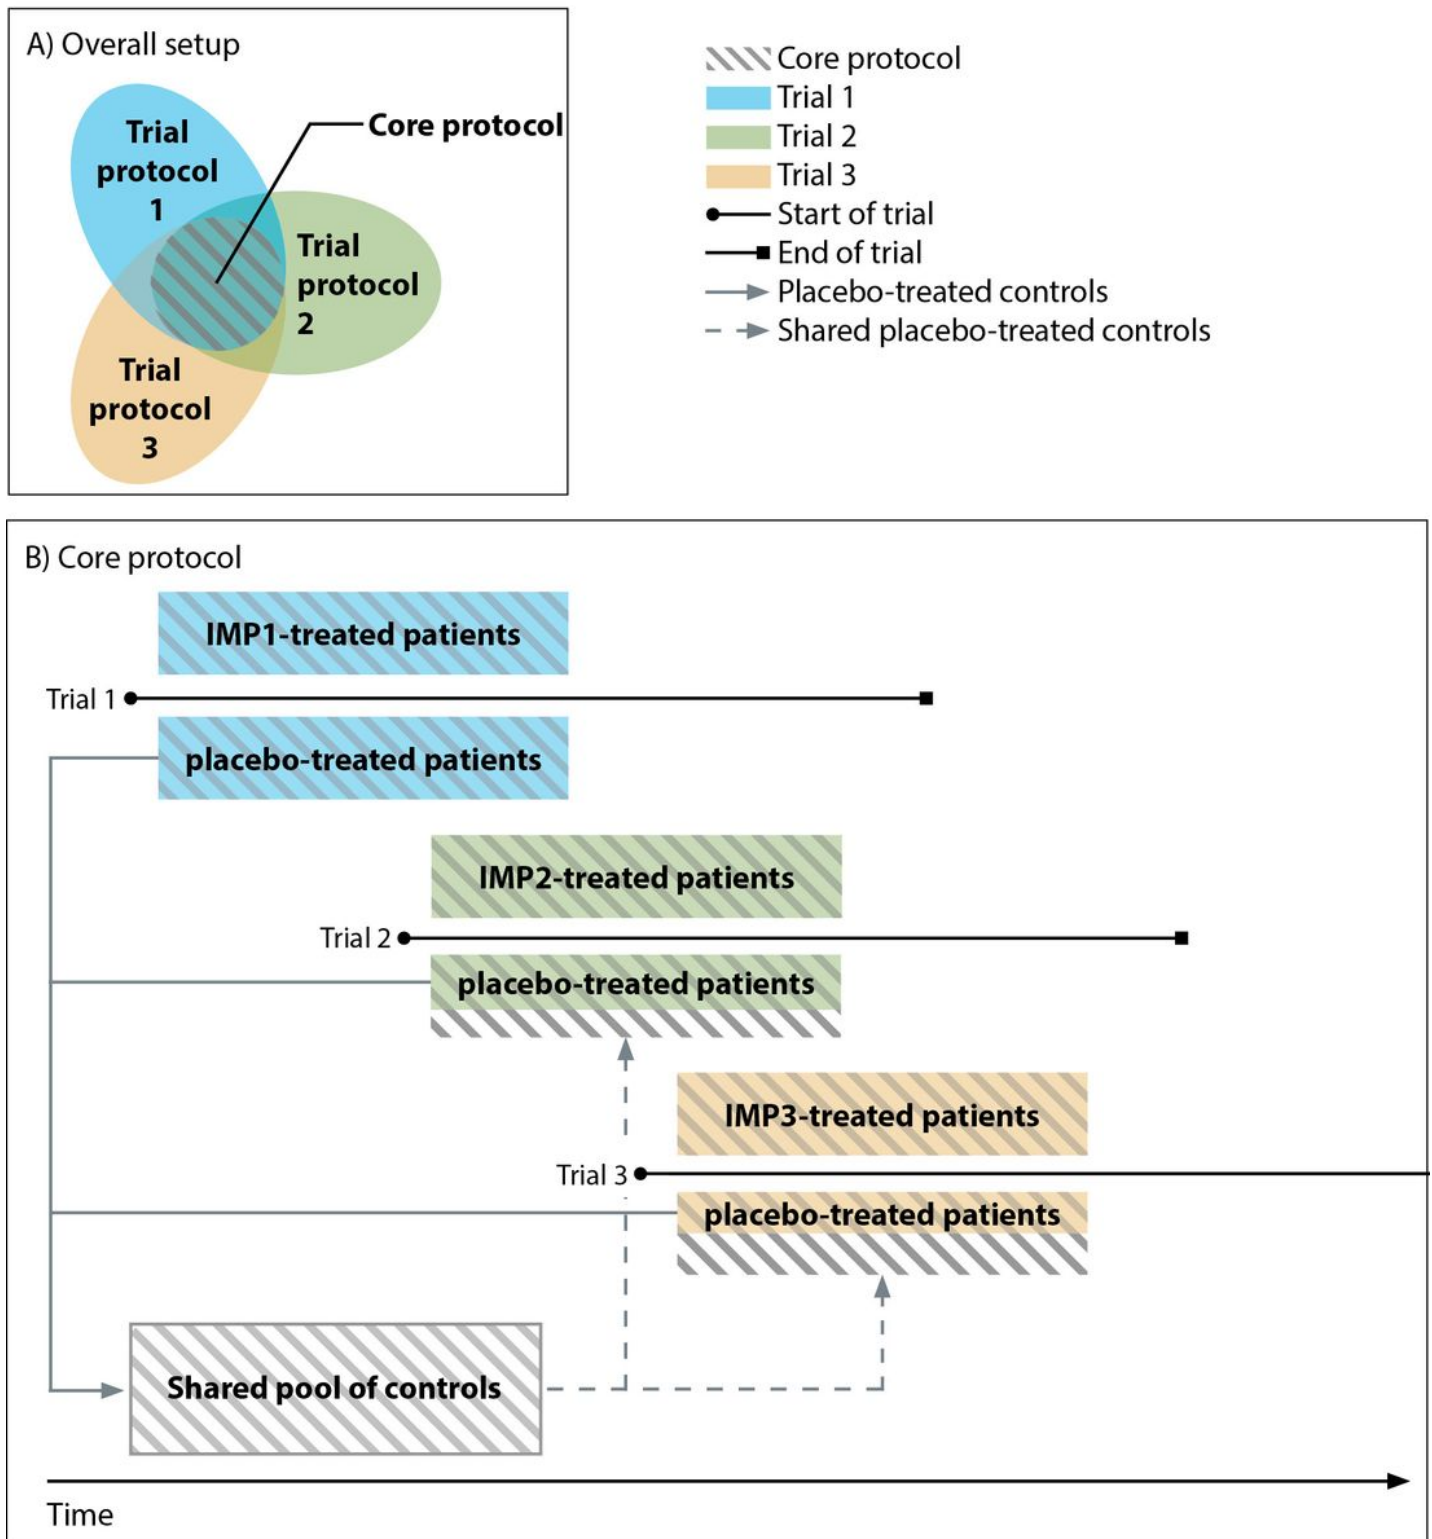 A) Overall setup
Trial
protocol
1
Core protocol
Trial
protocol
2
Trial
protocol
3
Core protocol
Trial 1
Trial 2
Trial 3
Start of trial
End of trial
Placebo-treated controls
Shared placebo-treated controls
B) Core protocol
IMP1-treated patients
Trial 1
placebo-treated patients
IMP2-treated patients
Trial 2
placebo-treated patients
IMP3-treated patients
Trial 3
placebo-treated patients
Shared pool of controls
Time